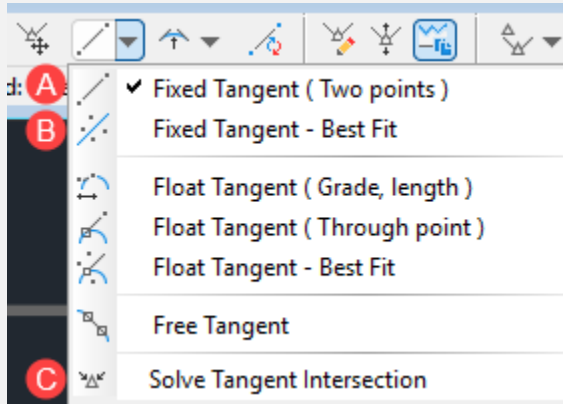 d:
A Fixed Tangent ( Two points )
B Fixed Tangent - Best Fit
Float Tangent ( Grade, length )
Float Tangent ( Through point )
Float Tangent - Best Fit
Free Tangent
C Solve Tangent Intersection